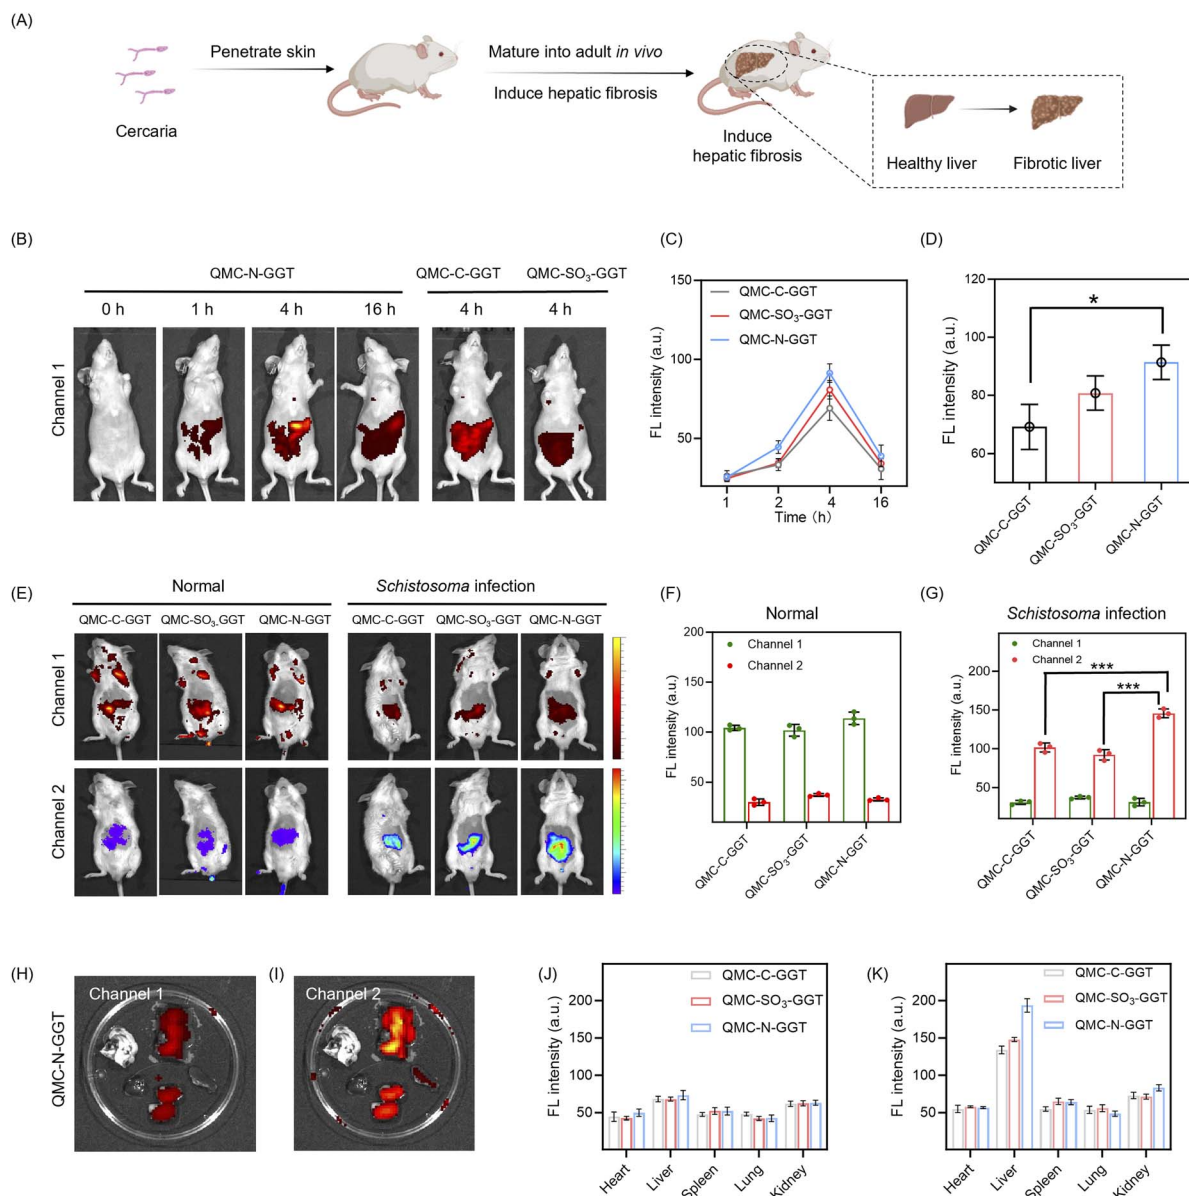 (A)
Penetrate skin
Mature into adult in vivo
Induce hepatic fibrosis
Cercaria
Induce
hepatic fibrosis
Healthy liver
Fibrotic liver
(B)
QMC-N-GGT
QMC-C-GGT
QMC-SO₃-GGT
0 h
1 h
4 h
16 h
4 h
4 h
Channel 1
(C)
FL intensity (a.u.)
150
100
50
QMC-C-GGT
QMC-SO₃-GGT
QMC-N-GGT
1
2
4
16
Time (h)
(D)
FL intensity (a.u.)
120
100
80
60
*
QMC-C-GGT
QMC-SO₃-GGT
QMC-N-GGT
(E)
Normal
Schistosoma infection
QMC-C-GGT
QMC-SO₃-GGT
QMC-N-GGT
QMC-C-GGT
QMC-SO₃-GGT
QMC-N-GGT
Channel 1
Channel 2
(F)
Normal
FL intensity (a.u.)
200
150
100
50
Channel 1
Channel 2
QMC-C-GGT
QMC-SO₃-GGT
QMC-N-GGT
(G)
Schistosoma infection
FL intensity (a.u.)
200
150
100
50
Channel 1
Channel 2
***
***
QMC-C-GGT
QMC-SO₃-GGT
QMC-N-GGT
(H)
Channel 1
QMC-N-GGT
(I)
Channel 2
(J)
FL intensity (a.u.)
200
150
100
50
QMC-C-GGT
QMC-SO₃-GGT
QMC-N-GGT
Heart
Liver
Spleen
Lung
Kidney
(K)
FL intensity (a.u.)
200
150
100
50
QMC-C-GGT
QMC-SO₃-GGT
QMC-N-GGT
Heart
Liver
Spleen
Lung
Kidney